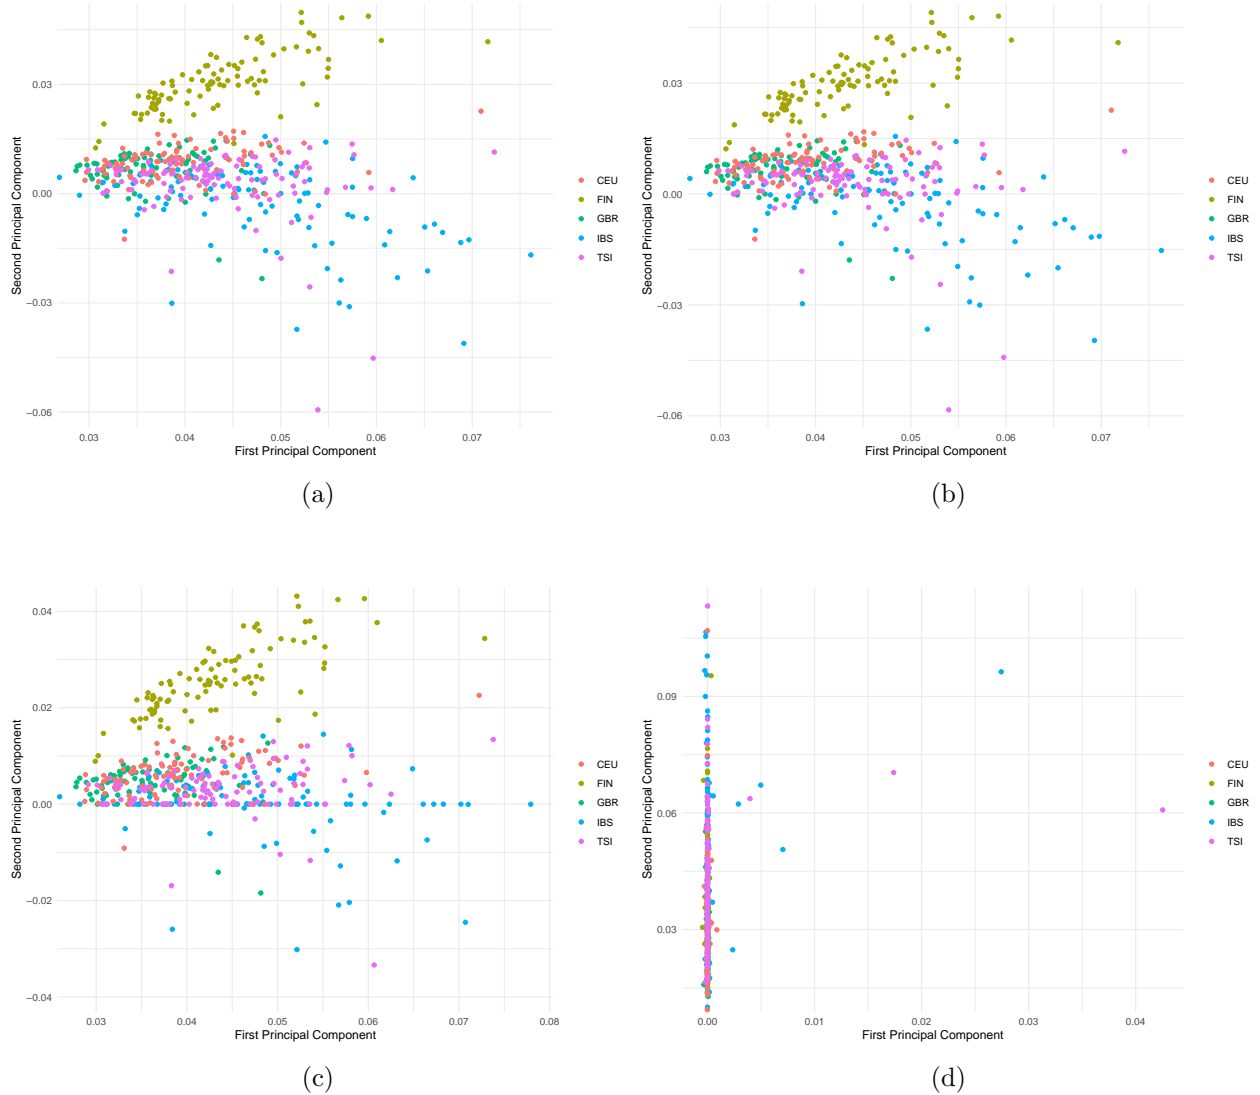 0.03
0.00
−0.03
−0.06
0.03 0.04 0.05 0.06 0.07
First Principal Component
Second Principal Component
CEU
FIN
GBR
IBS
TSI
(a)
0.03
0.00
−0.03
−0.06
0.03 0.04 0.05 0.06 0.07
First Principal Component
Second Principal Component
CEU
FIN
GBR
IBS
TSI
(b)
0.04
0.02
0.00
−0.02
−0.04
0.03 0.04 0.05 0.06 0.07 0.08
First Principal Component
Second Principal Component
CEU
FIN
GBR
IBS
TSI
(c)
0.09
0.06
0.03
0.00 0.01 0.02 0.03 0.04
First Principal Component
Second Principal Component
CEU
FIN
GBR
IBS
TSI
(d)